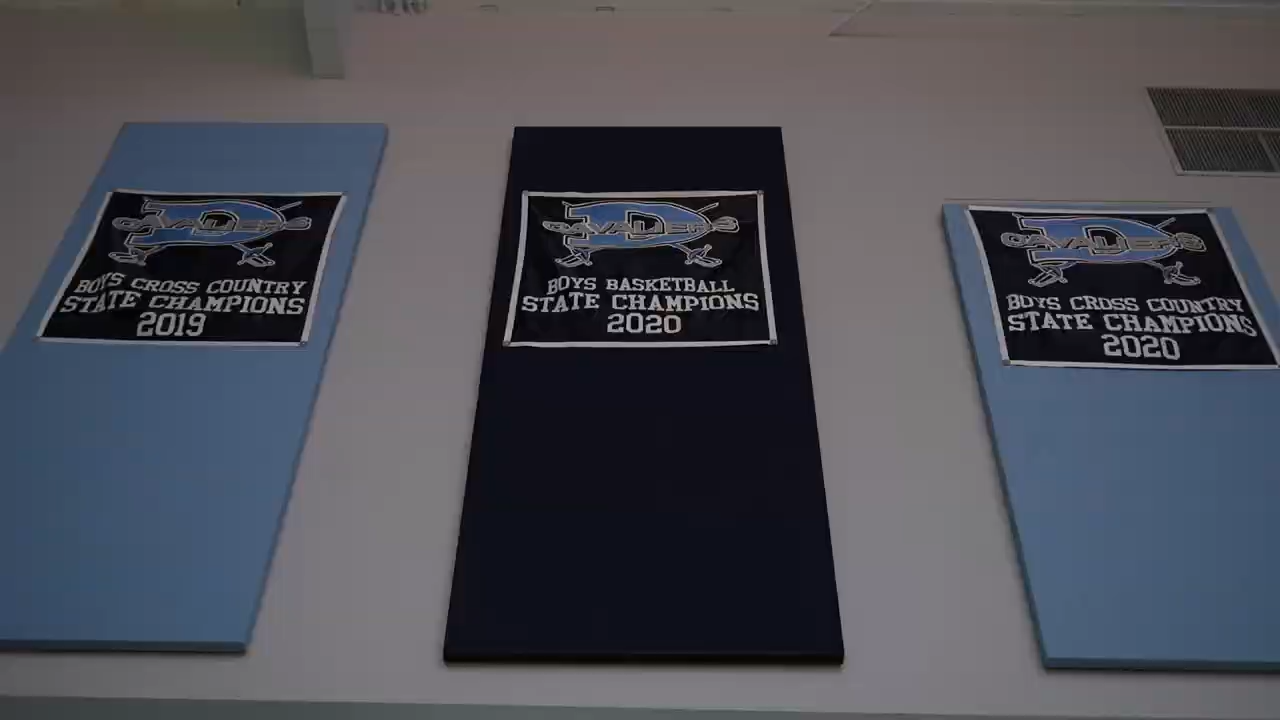 D
CAVALIERS
BOYS CROSS COUNTRY
STATE CHAMPIONS
2019
D
CAVALIERS
BOYS BASKETBALL
STATE CHAMPIONS
2020
D
CAVALIERS
BOYS CROSS COUNTRY
STATE CHAMPIONS
2020